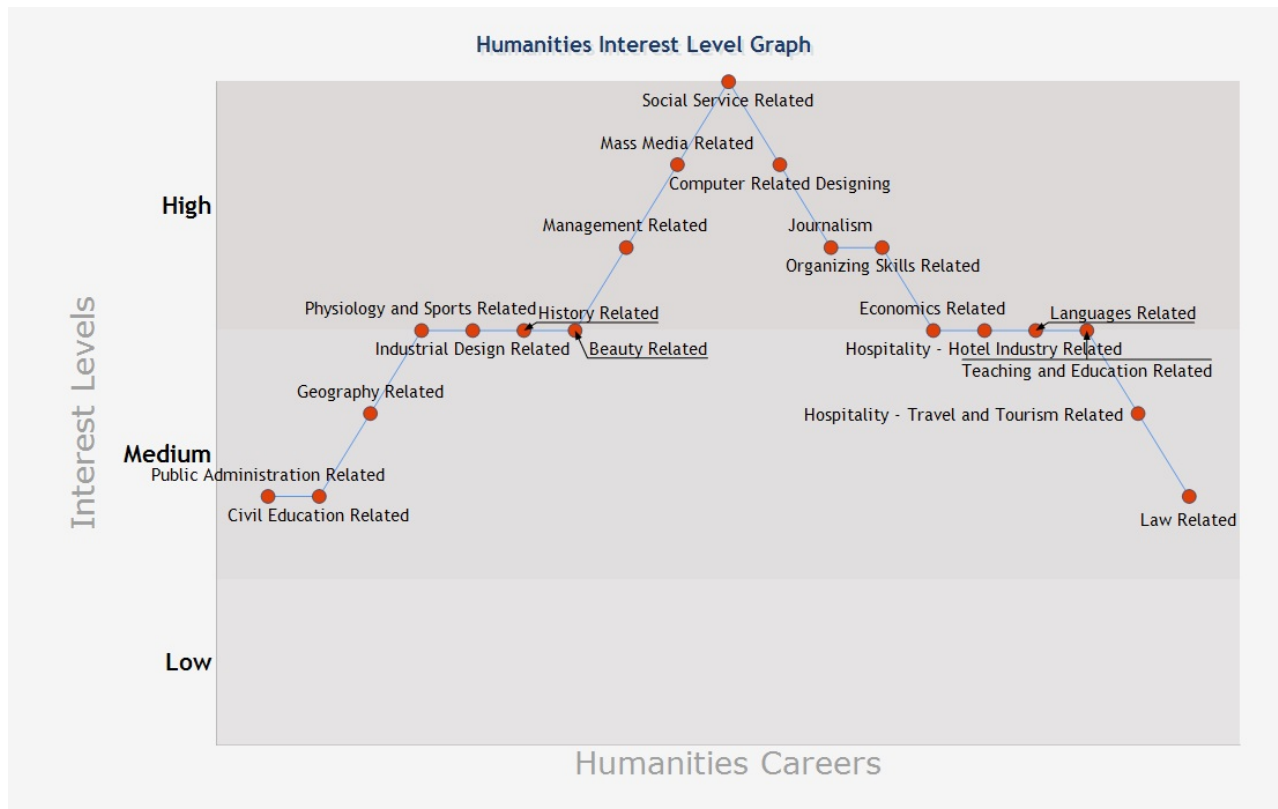 Humanities Interest Level Graph
Social Service Related
Mass Media Related
Computer Related Designing
High
Management Related
Journalism
Organizing Skills Related
Physiology and Sports Related
History Related
Economics Related
Languages Related
Industrial Design Related
Beauty Related
Hospitality - Hotel Industry Related
Teaching and Education Related
Geography Related
Hospitality - Travel and Tourism Related
Medium
Public Administration Related
Civil Education Related
Law Related
Low
Interest Levels
Humanities Careers